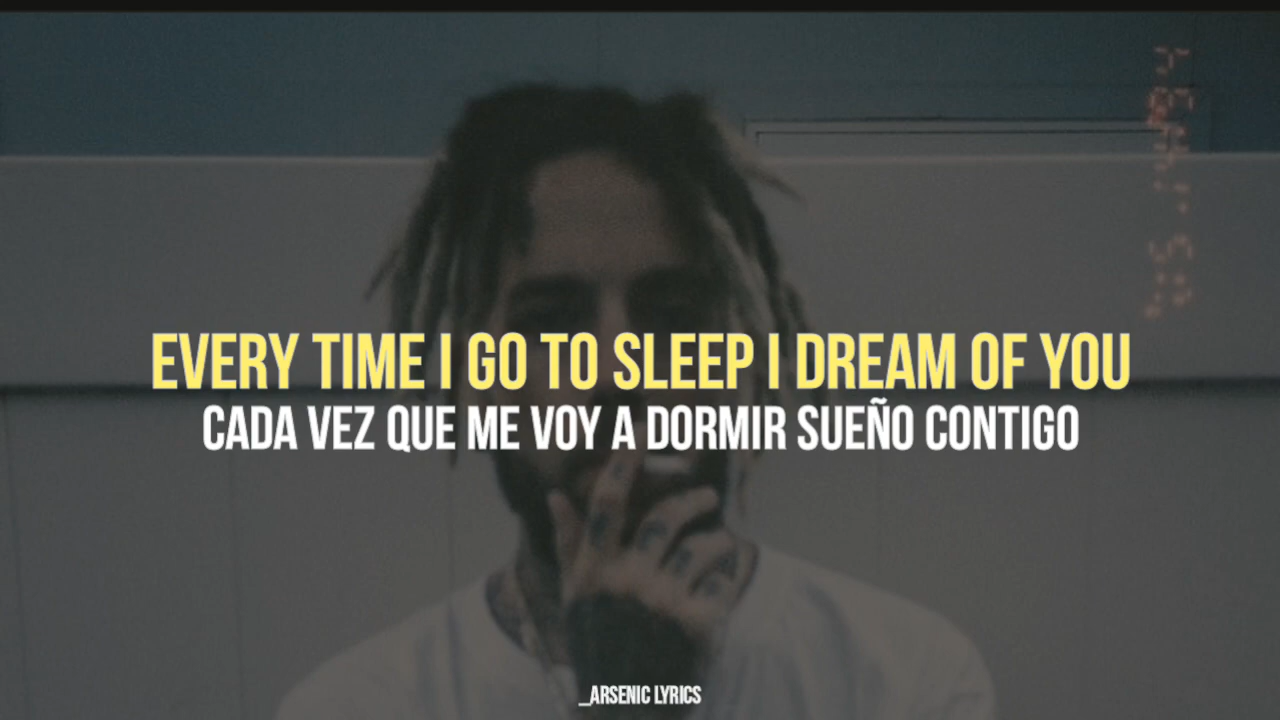 EVERY TIME I GO TO SLEEP I DREAM OF YOU
CADA VEZ QUE ME VOY A DORMIR SUEÑO CONTIGO
_ARSENIC LYRICS